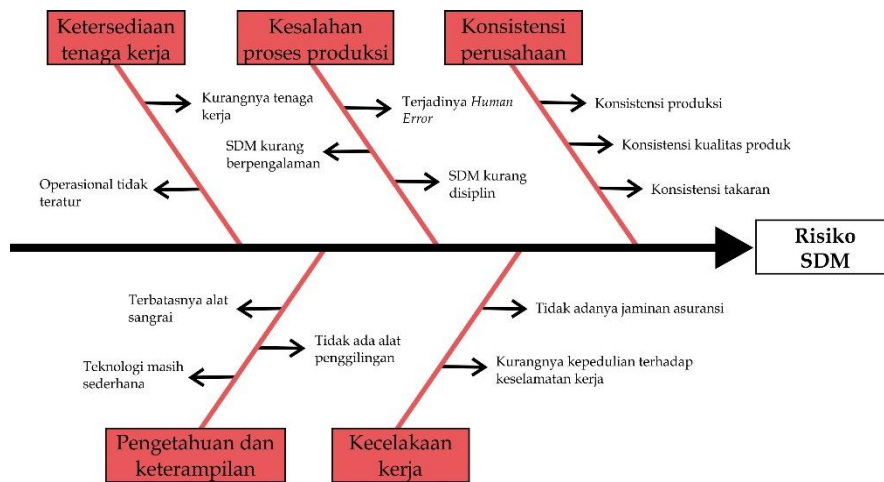 Ketersediaan
tenaga kerja
Kesalahan
proses produksi
Konsistensi
perusahaan
Kurangnya tenaga
kerja
Operasional tidak
teratur
Terjadinya Human
Error
SDM kurang
berpengalaman
SDM kurang
disiplin
Konsistensi produksi
Konsistensi kualitas produk
Konsistensi takaran
Risiko
SDM
Terbatasnya alat
sangrai
Tidak ada alat
penggilingan
Teknologi masih
sederhana
Tidak adanya jaminan asuransi
Kurangnya kepedulian terhadap
keselamatan kerja
Pengetahuan dan
keterampilan
Kecelakaan
kerja